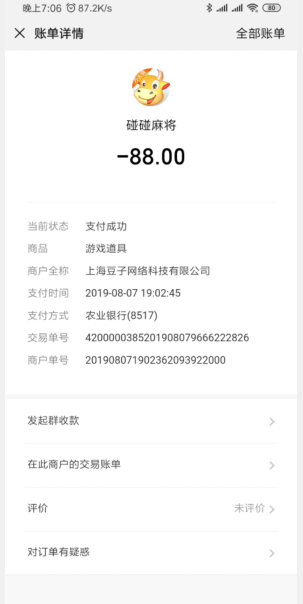 晚上7:06 87.2K/s 80
账单详情 全部账单
碰碰麻将
-88.00
当前状态 支付成功
商品 游戏道具
商户全称 上海豆子网络科技有限公司
支付时间 2019-08-07 19:02:45
支付方式 农业银行(8517)
交易单号 4200000385201908079666222826
商户单号 201908071902362093922000
发起群收款
在此商户的交易账单
评价 未评价
对订单有疑惑